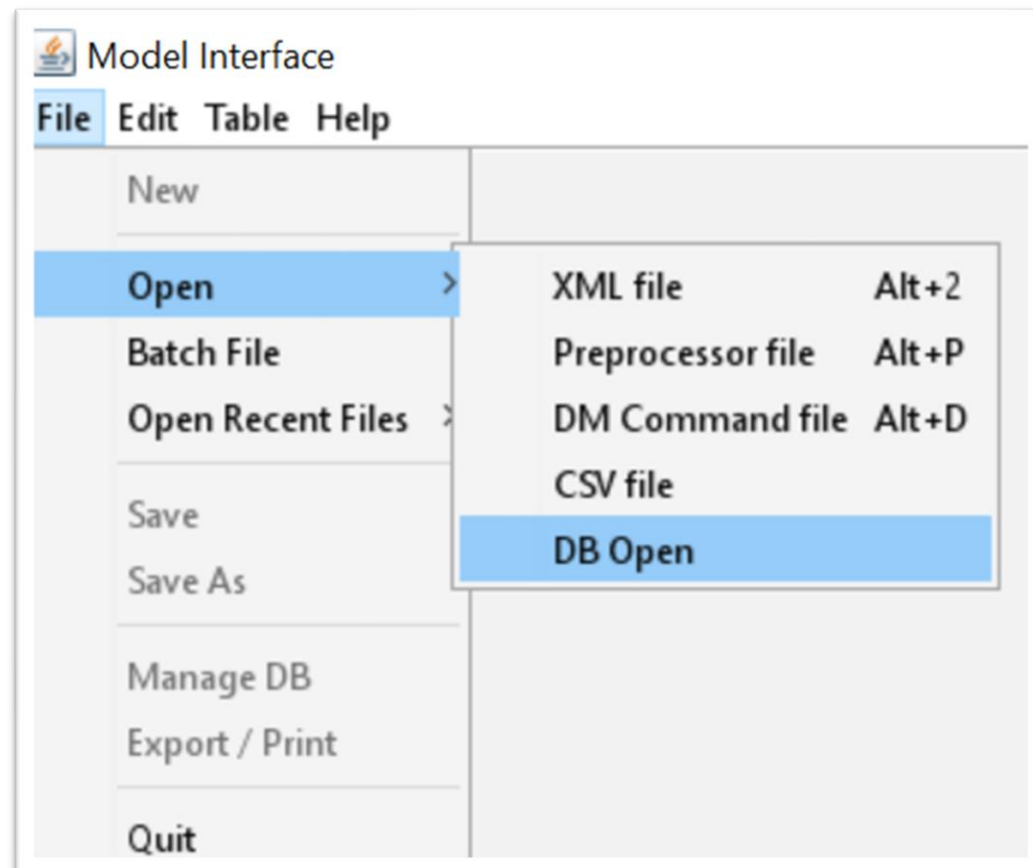 Model Interface
File Edit Table Help
New
Open
XML file Alt+2
Preprocessor file Alt+P
DM Command file Alt+D
CSV file
DB Open
Batch File
Open Recent Files
Save
Save As
Manage DB
Export / Print
Quit